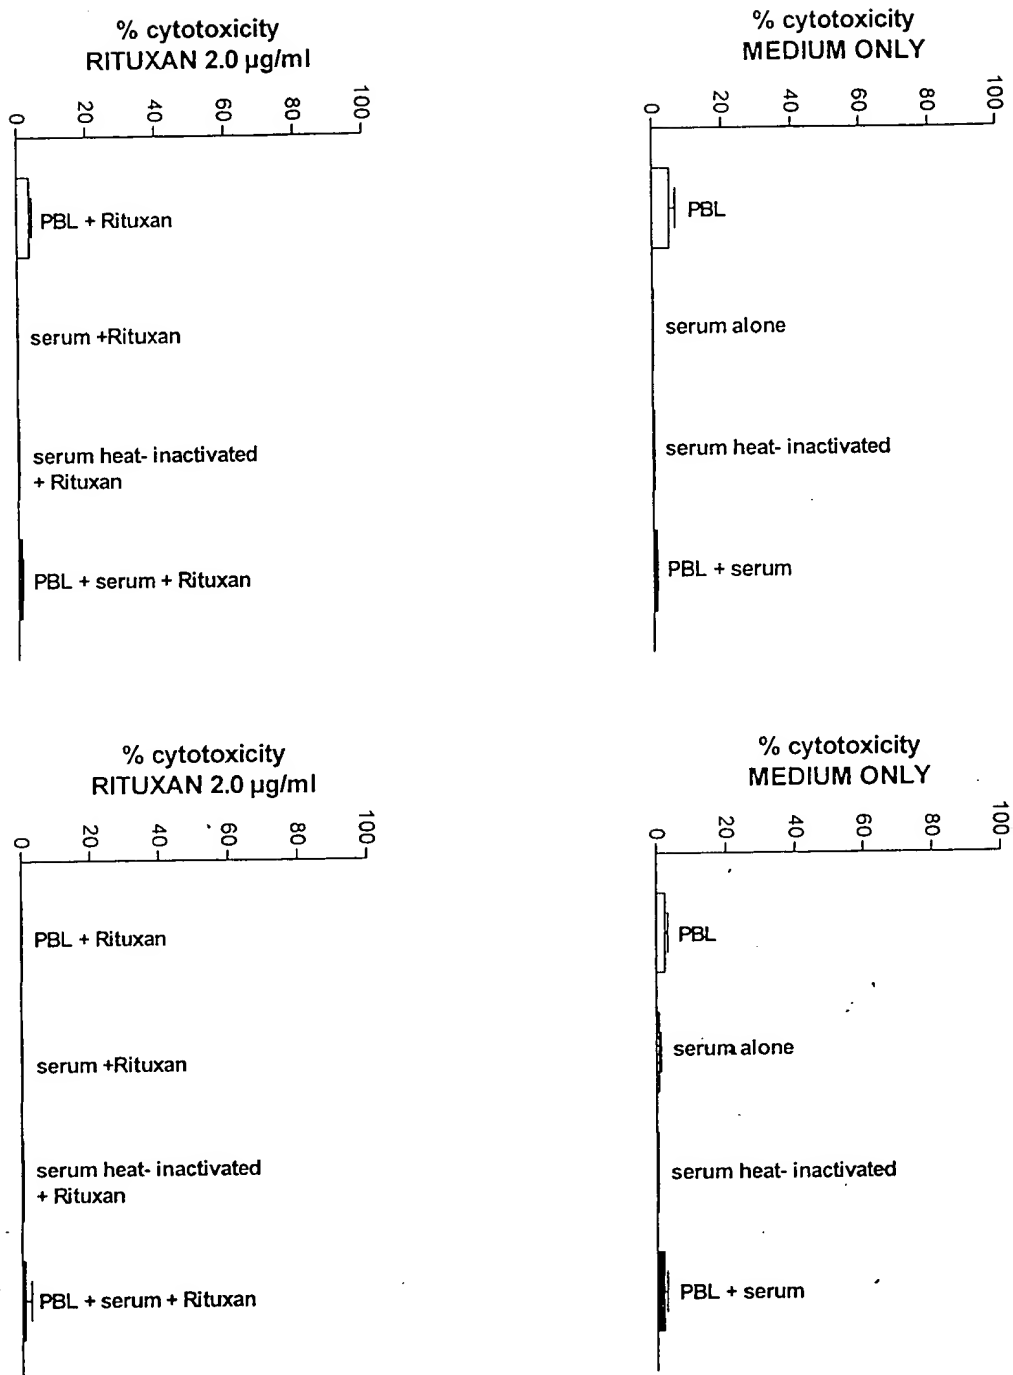 % cytotoxicity
RITUXAN 2.0 µg/ml
0
20
40
60
80
100
PBL + Rituxan
serum +Rituxan
serum heat- inactivated
+ Rituxan
PBL + serum + Rituxan
% cytotoxicity
MEDIUM ONLY
0
20
40
60
80
100
PBL
serum alone
serum heat- inactivated
PBL + serum
% cytotoxicity
RITUXAN 2.0 µg/ml
0
20
40
60
80
100
PBL + Rituxan
serum +Rituxan
serum heat- inactivated
+ Rituxan
PBL + serum + Rituxan
% cytotoxicity
MEDIUM ONLY
0
20
40
60
80
100
PBL
serum alone
serum heat- inactivated
PBL + serum